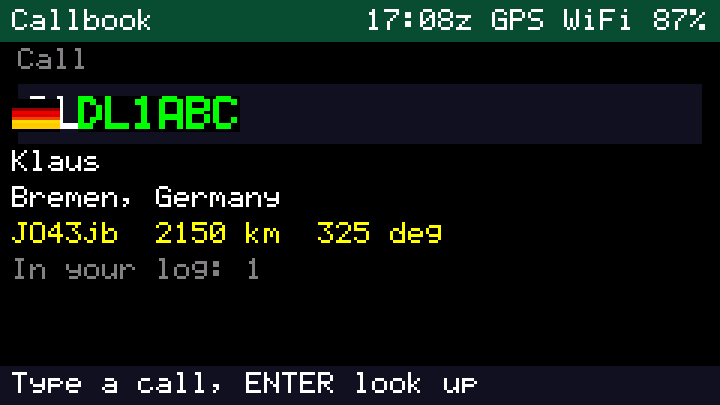 Callbook 17:08z GPS WiFi 87%
Call
DL1ABC
Klaus
Bremen, Germany
JO43jb 2150 km 325 deg
In your log: 1
Type a call, ENTER look up